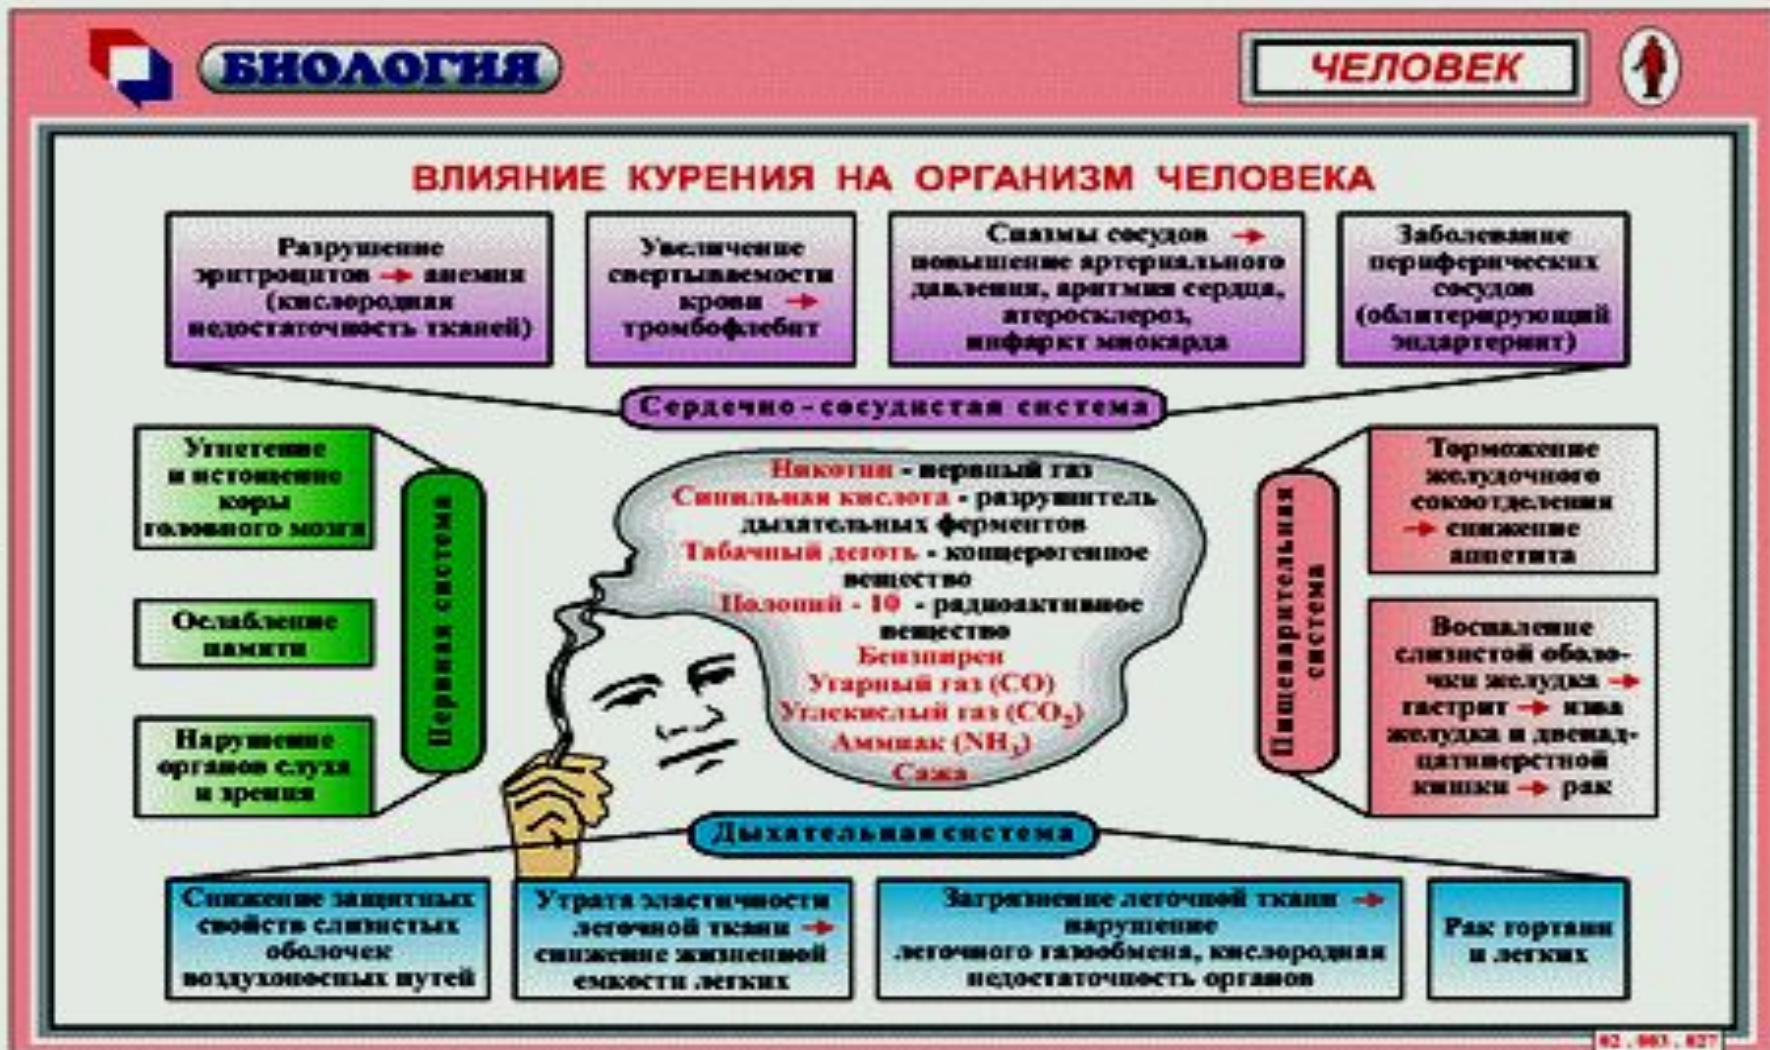 БИОЛОГИЯ
ЧЕЛОВЕК
ВЛИЯНИЕ КУРЕНИЯ НА ОРГАНИЗМ ЧЕЛОВЕКА
Разрушение
эритроцитов → анемия
(кислородная
недостаточность тканей)
Увеличение
свертываемости
крови →
тромбофлебит
Спазмы сосудов →
повышение артериального
давления, аритмия сердца,
атеросклероз,
инфаркт миокарда
Заболевание
периферических
сосудов
(облитерирующий
эндартериит)
Сердечно-сосудистая система
Угнетение
и истощение
коры
головного мозга
Ослабление
памяти
Нарушение
органов слуха
и зрения
Нервная система
Никотин - нервный газ
Синильная кислота - разрушитель
дыхательных ферментов
Табачный деготь - концерогенное
вещество
Полоний - 10 - радиоактивное
вещество
Бензпирен
Угарный газ (CO)
Углекислый газ (CO₂)
Аммиак (NH₃)
Сажа
Пищеварительная
система
Торможение
желудочного
сокоотделения
→ снижение
аппетита
Воспаление
слизистой оболо-
чки желудка →
гастрит → язва
желудка и двенад-
цатиперстной
кишки → рак
Дыхательная система
Снижение защитных
свойств слизистых
оболочек
воздухоносных путей
Утрата эластичности
легочной ткани →
снижение жизненной
емкости легких
Загрязнение легочной ткани →
нарушение
легочного газообмена, кислородная
недостаточность органов
Рак гортани
и легких
02 . 003 . 027